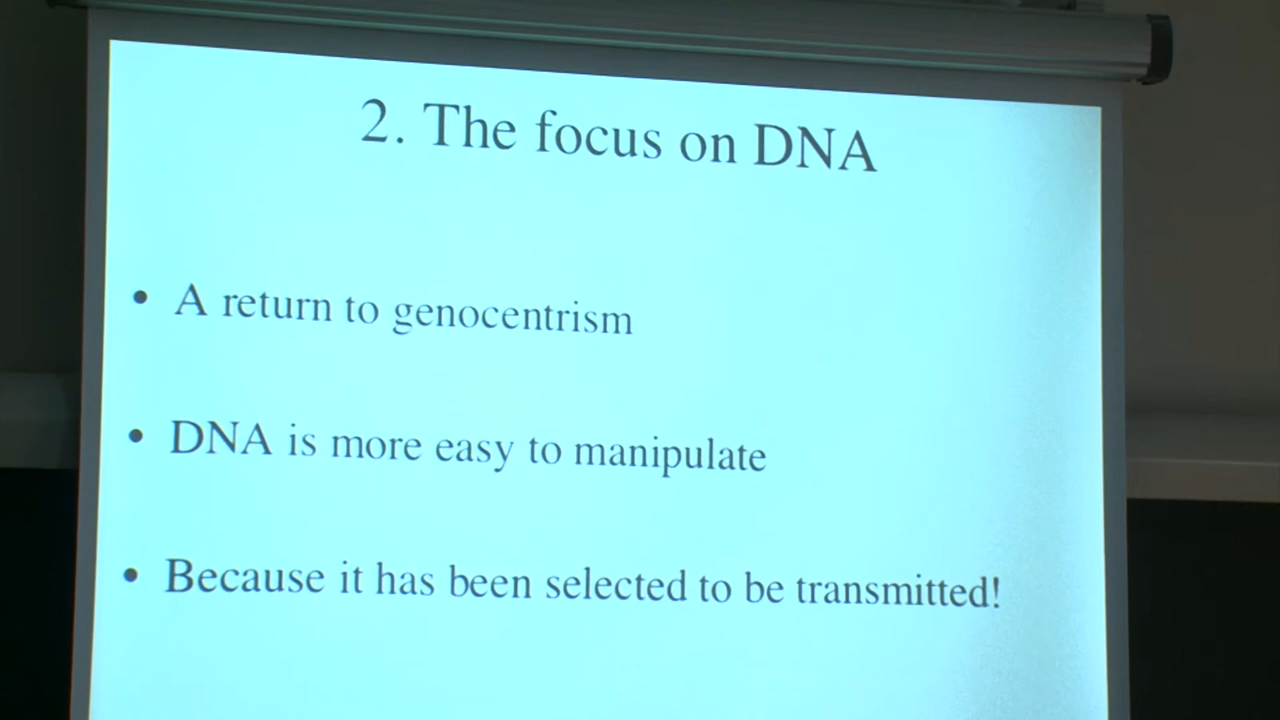 2. The focus on DNA
• A return to genocentrism
• DNA is more easy to manipulate
• Because it has been selected to be transmitted!